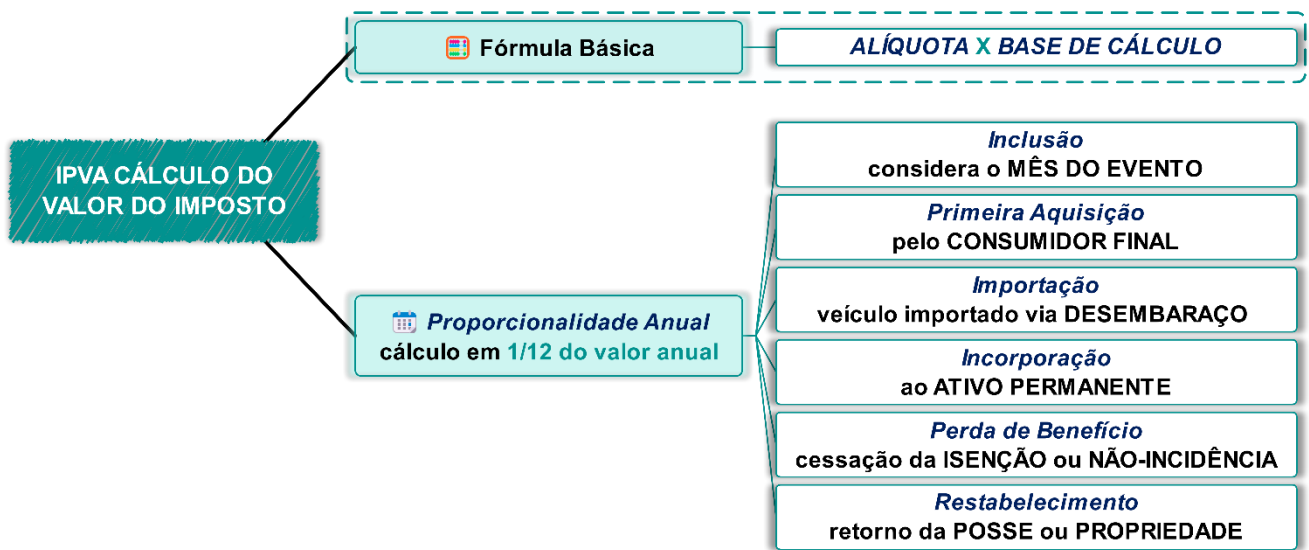 Fórmula Básica
ALÍQUOTA X BASE DE CÁLCULO
IPVA CÁLCULO DO
VALOR DO IMPOSTO
Proporcionalidade Anual
cálculo em 1/12 do valor anual
Inclusão
considera o MÊS DO EVENTO
Primeira Aquisição
pelo CONSUMIDOR FINAL
Importação
veículo importado via DESEMBARAÇO
Incorporação
ao ATIVO PERMANENTE
Perda de Benefício
cessação da ISENÇÃO ou NÃO-INCIDÊNCIA
Restabelecimento
retorno da POSSE ou PROPRIEDADE